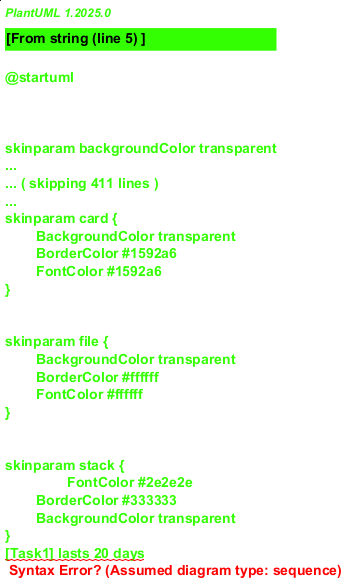 PlantUML 1.2025.0
[From string (line 5) ]
@startuml
skinparam backgroundColor transparent
...
... ( skipping 411 lines )
...
skinparam card {
BackgroundColor transparent
BorderColor #1592a6
FontColor #1592a6
}
skinparam file {
BackgroundColor transparent
BorderColor #ffffff
FontColor #ffffff
}
skinparam stack {
FontColor #2e2e2e
BorderColor #333333
BackgroundColor transparent
}
[Task1] lasts 20 days
Syntax Error? (Assumed diagram type: sequence)